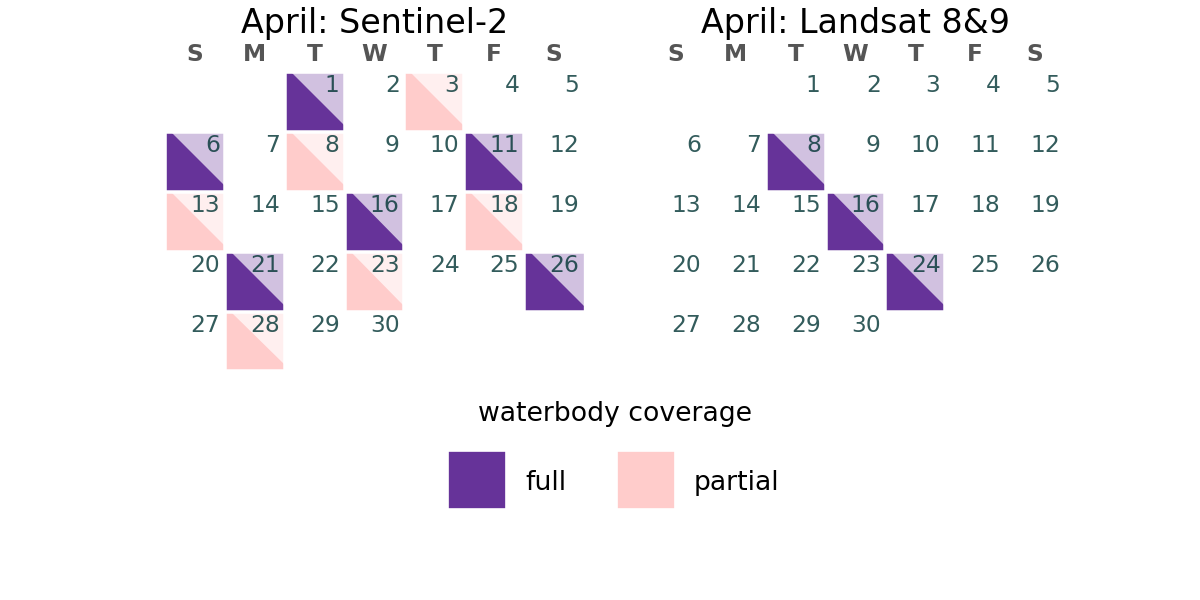 April: Sentinel-2
S M T W T F S
1 2 3 4 5
6 7 8 9 10 11 12
13 14 15 16 17 18 19
20 21 22 23 24 25 26
27 28 29 30
April: Landsat 8&9
S M T W T F S
1 2 3 4 5
6 7 8 9 10 11 12
13 14 15 16 17 18 19
20 21 22 23 24 25 26
27 28 29 30
waterbody coverage
full partial